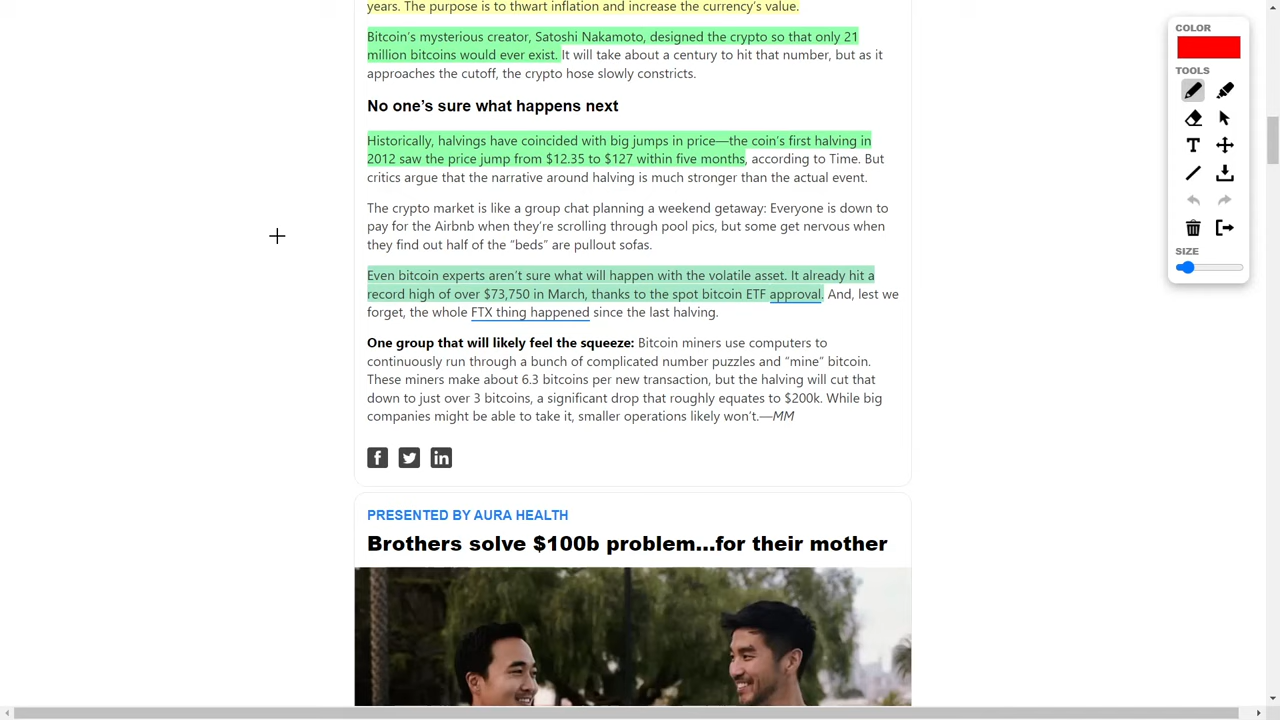 years. The purpose is to thwart inflation and increase the currency’s value.
Bitcoin’s mysterious creator, Satoshi Nakamoto, designed the crypto so that only 21
million bitcoins would ever exist. It will take about a century to hit that number, but as it
approaches the cutoff, the crypto hose slowly constricts.
No one’s sure what happens next
Historically, halvings have coincided with big jumps in price—the coin’s first halving in
2012 saw the price jump from $12.35 to $127 within five months, according to Time. But
critics argue that the narrative around halving is much stronger than the actual event.
The crypto market is like a group chat planning a weekend getaway: Everyone is down to
pay for the Airbnb when they’re scrolling through pool pics, but some get nervous when
they find out half of the “beds” are pullout sofas.
Even bitcoin experts aren’t sure what will happen with the volatile asset. It already hit a
record high of over $73,750 in March, thanks to the spot bitcoin ETF approval. And, lest we
forget, the whole FTX thing happened since the last halving.
One group that will likely feel the squeeze: Bitcoin miners use computers to
continuously run through a bunch of complicated number puzzles and “mine” bitcoin.
These miners make about 6.3 bitcoins per new transaction, but the halving will cut that
down to just over 3 bitcoins, a significant drop that roughly equates to $200k. While big
companies might be able to take it, smaller operations likely won’t.—MM
PRESENTED BY AURA HEALTH
Brothers solve $100b problem...for their mother
COLOR
TOOLS
SIZE